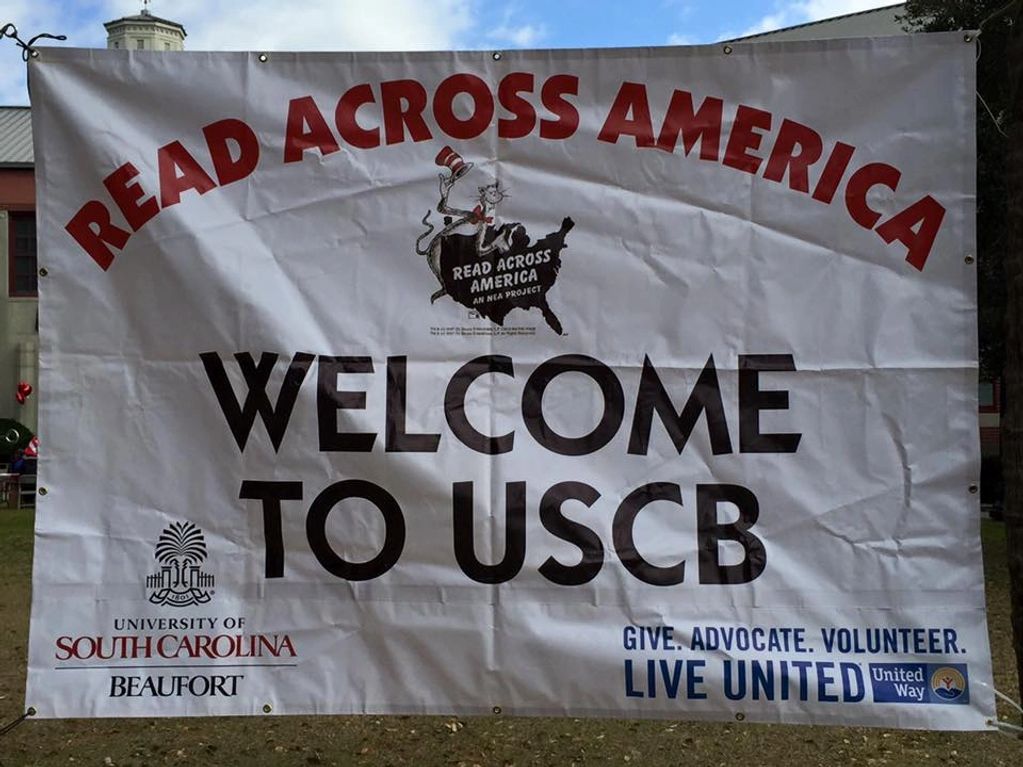 READ ACROSS AMERICA
READ ACROSS
AMERICA
AN NEA PROJECT
WELCOME
TO USCB
1801
UNIVERSITY OF
SOUTH CAROLINA
BEAUFORT
GIVE. ADVOCATE. VOLUNTEER.
LIVE UNITED
United
Way